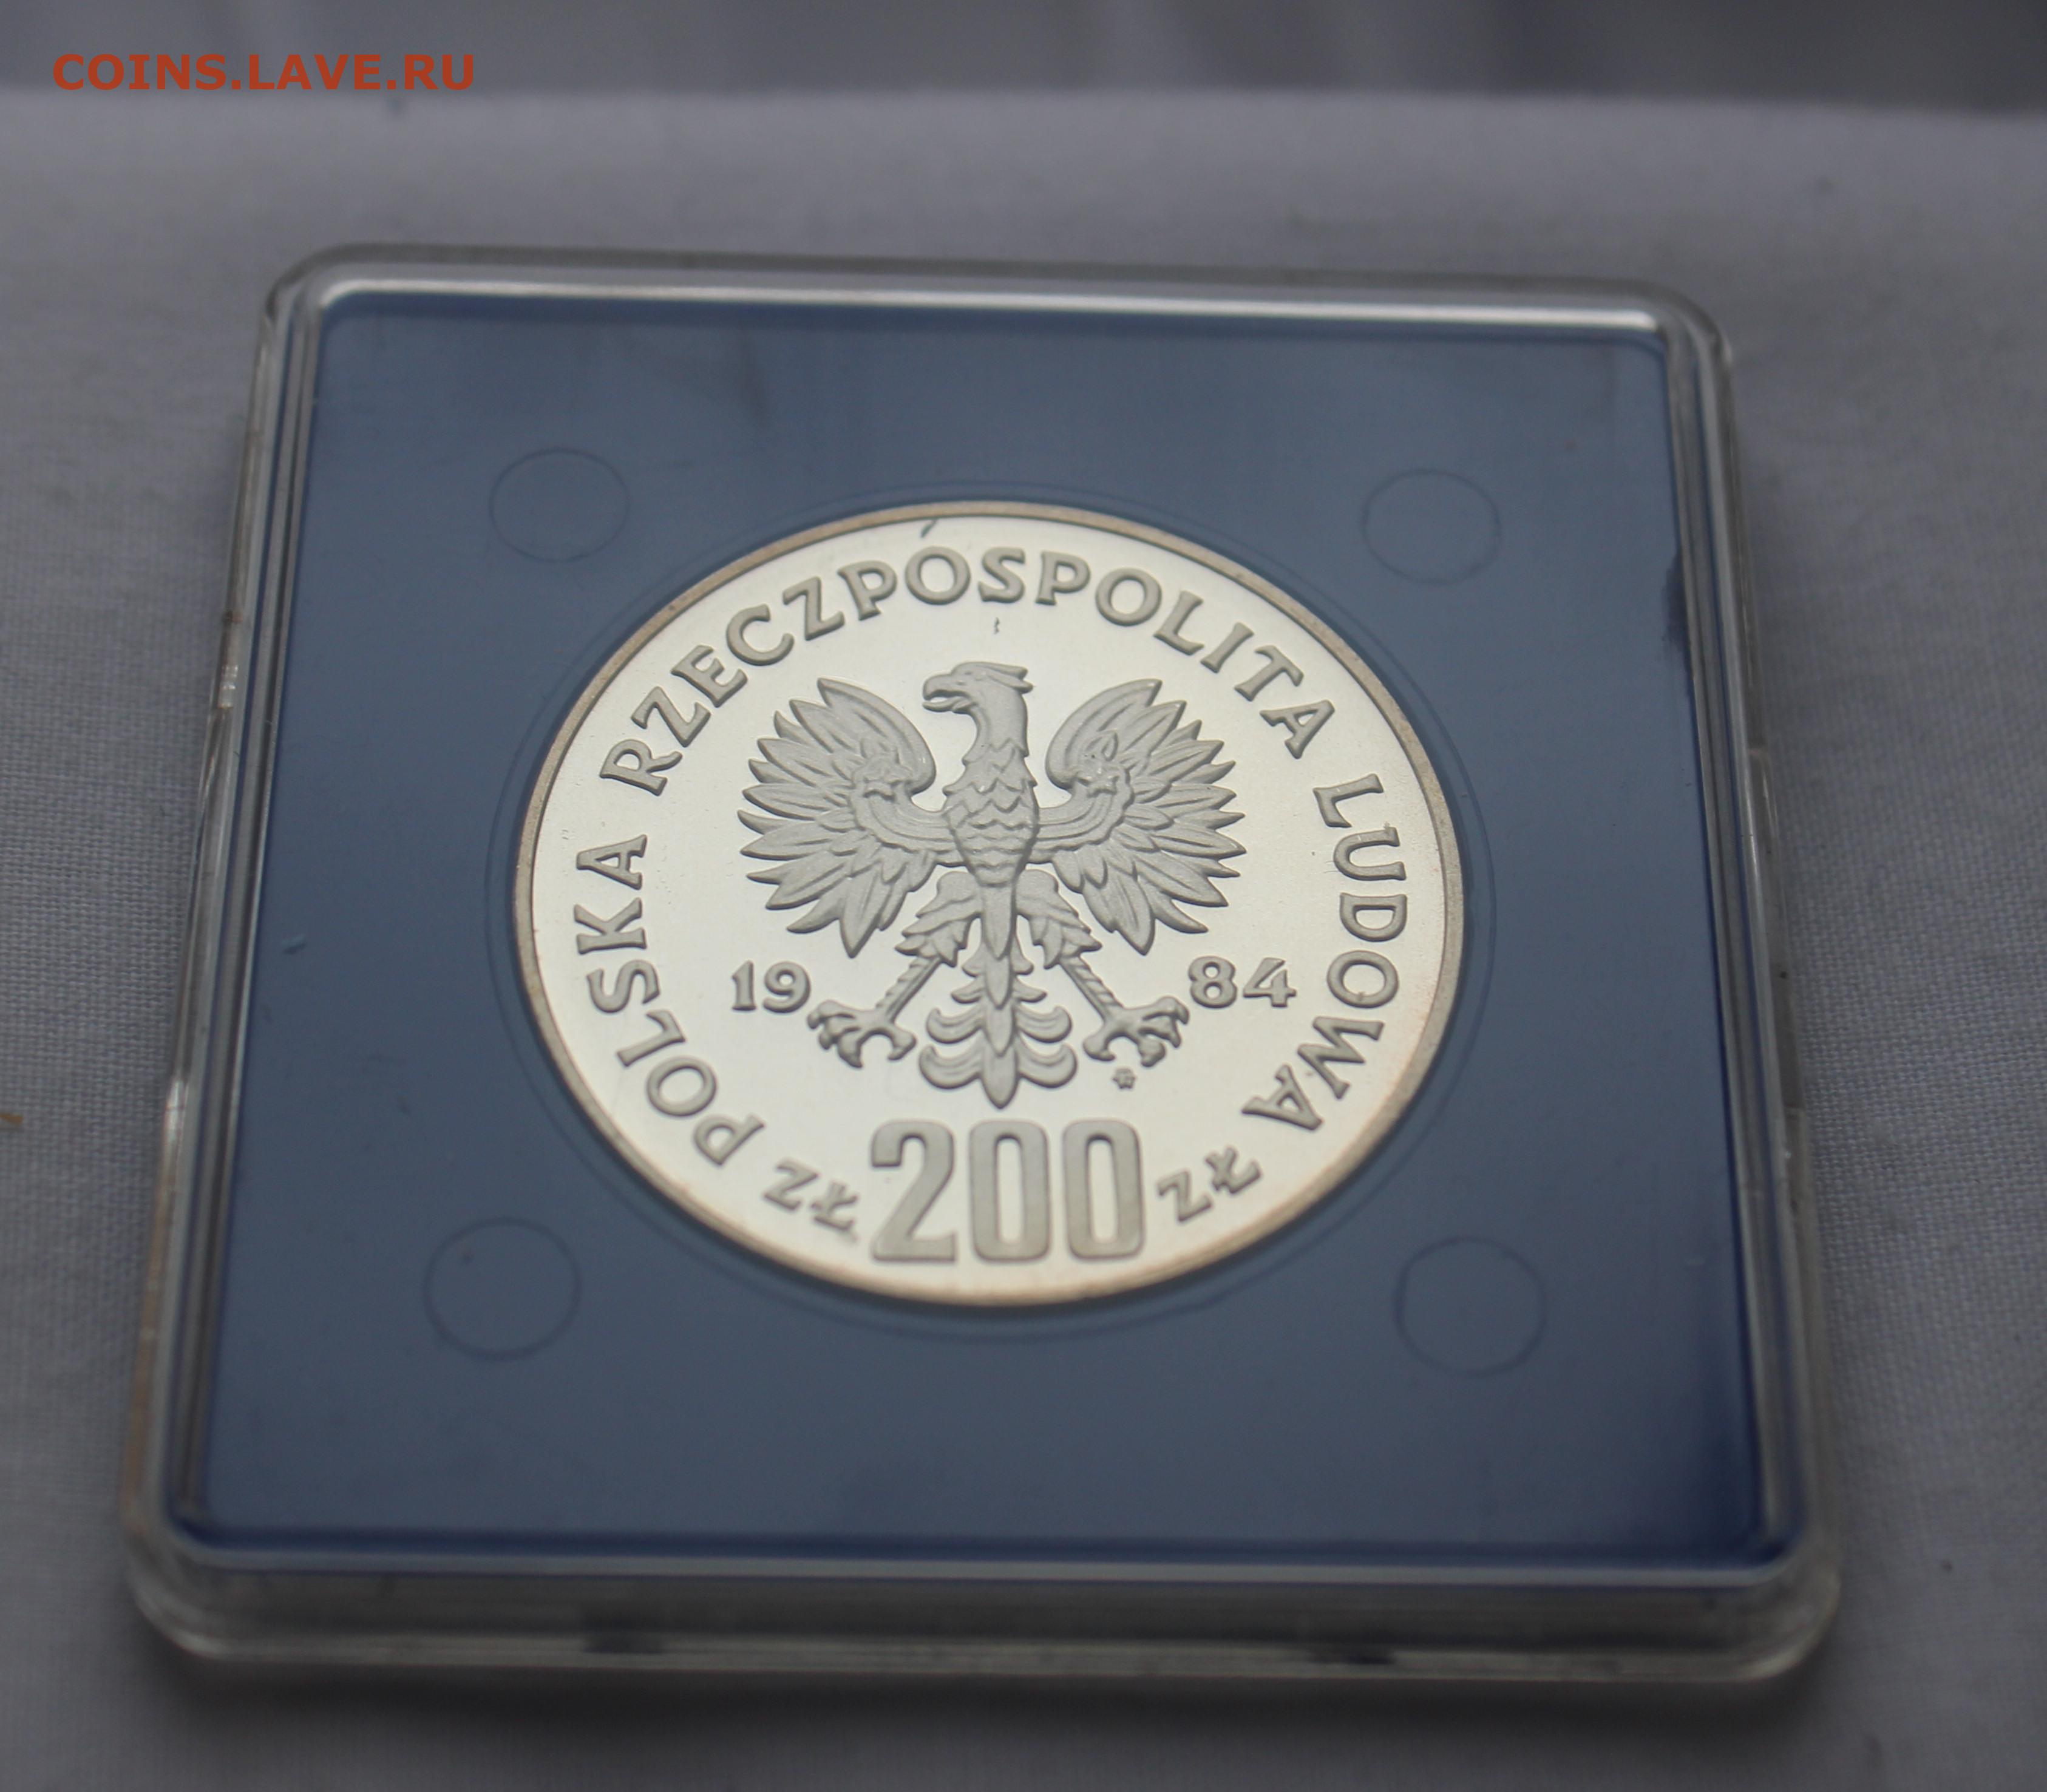 COINS.LAVE.RU
POLSKA RZECZPOSPOLITA LUDOWA
19 84
zł 200 zł